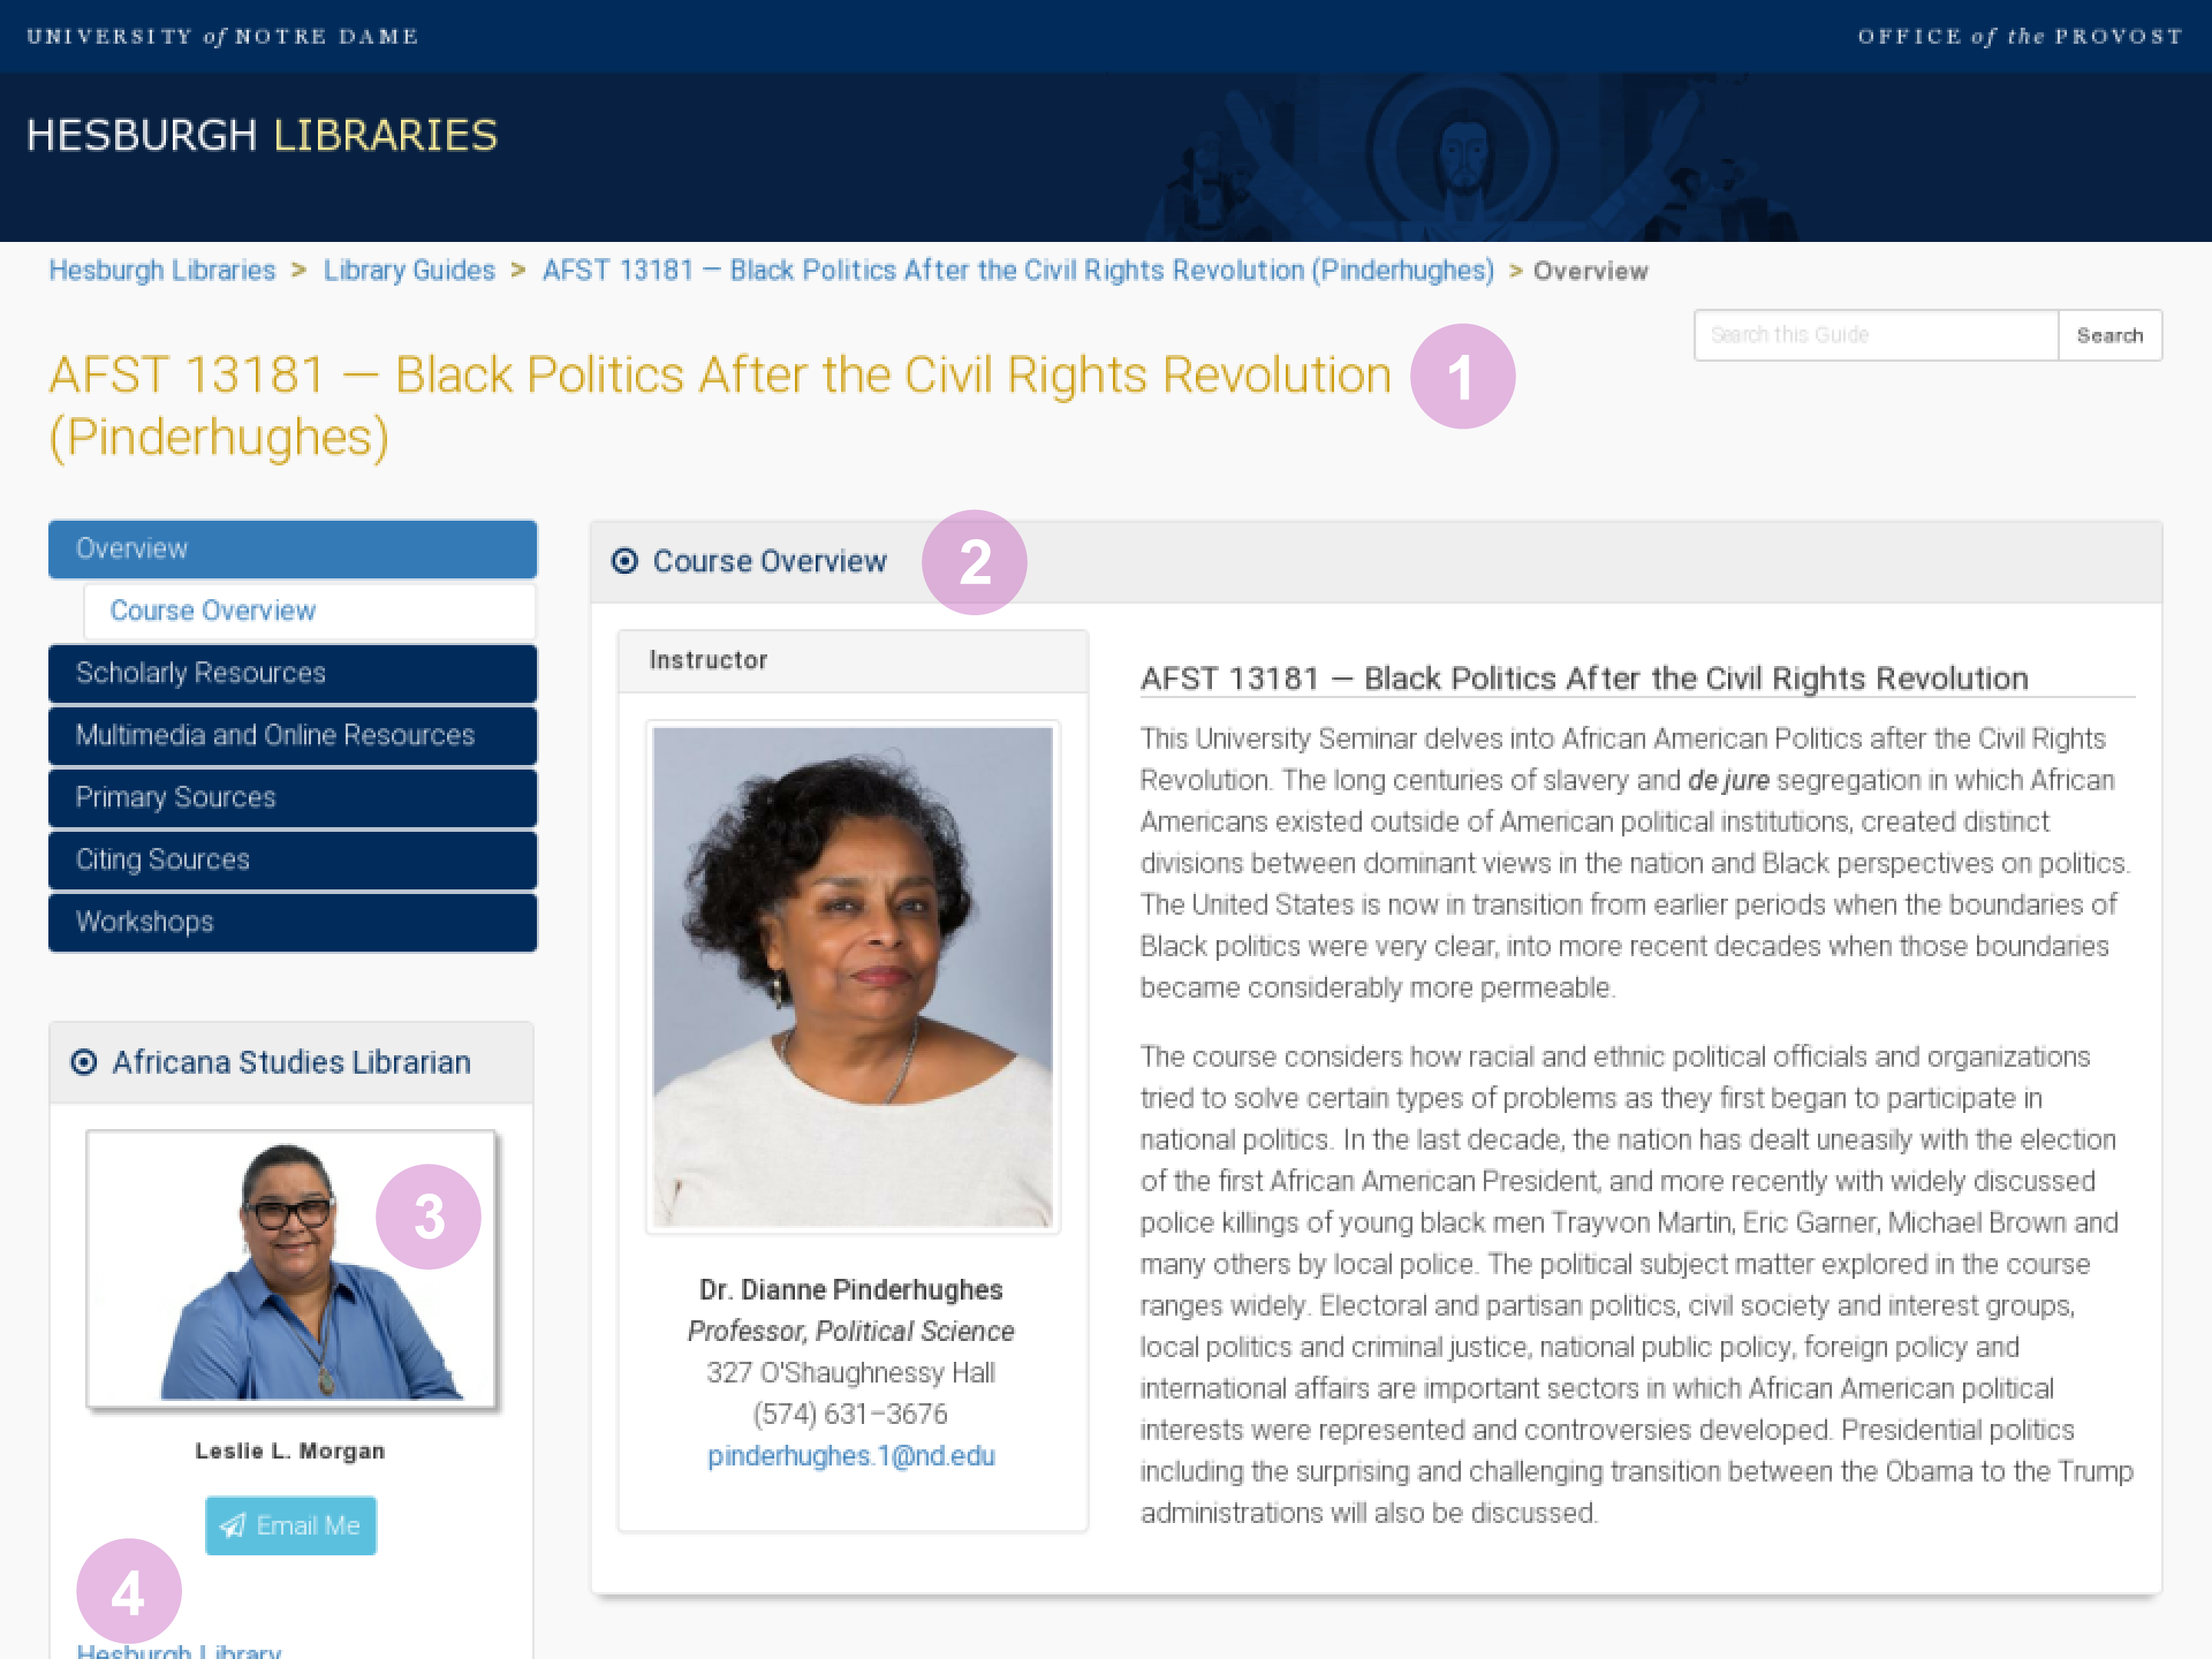 UNIVERSITY of NOTRE DAME
OFFICE of the PROVOST
HESBURGH LIBRARIES
Hesburgh Libraries > Library Guides > AFST 13181 – Black Politics After the Civil Rights Revolution (Pinderhughes) > Overview
Search this Guide
Search
AFST 13181 – Black Politics After the Civil Rights Revolution
(Pinderhughes)
1
Overview
Course Overview
Scholarly Resources
Multimedia and Online Resources
Primary Sources
Citing Sources
Workshops
Africana Studies Librarian
3
Leslie L. Morgan
Email Me
4
Hesburgh Library
Course Overview
2
Instructor
Dr. Dianne Pinderhughes
Professor, Political Science
327 O'Shaughnessy Hall
(574) 631–3676
pinderhughes.1@nd.edu
AFST 13181 – Black Politics After the Civil Rights Revolution
This University Seminar delves into African American Politics after the Civil Rights
Revolution. The long centuries of slavery and de jure segregation in which African
Americans existed outside of American political institutions, created distinct
divisions between dominant views in the nation and Black perspectives on politics.
The United States is now in transition from earlier periods when the boundaries of
Black politics were very clear, into more recent decades when those boundaries
became considerably more permeable.
The course considers how racial and ethnic political officials and organizations
tried to solve certain types of problems as they first began to participate in
national politics. In the last decade, the nation has dealt uneasily with the election
of the first African American President, and more recently with widely discussed
police killings of young black men Trayvon Martin, Eric Garner, Michael Brown and
many others by local police. The political subject matter explored in the course
ranges widely. Electoral and partisan politics, civil society and interest groups,
local politics and criminal justice, national public policy, foreign policy and
international affairs are important sectors in which African American political
interests were represented and controversies developed. Presidential politics
including the surprising and challenging transition between the Obama to the Trump
administrations will also be discussed.